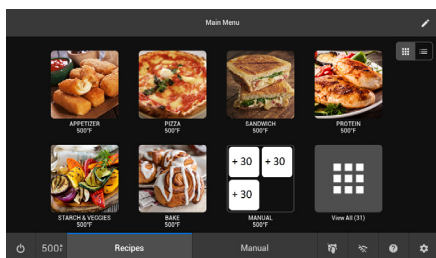 Main Menu
APPETIZER
500°F
PIZZA
500°F
SANDWICH
500°F
PROTEIN
500°F
+ 30 + 30
+ 30
STARCH & VEGGIES
500°F
BAKE
500°F
MANUAL
500°F
View All (31)
500°F Recipes Manual